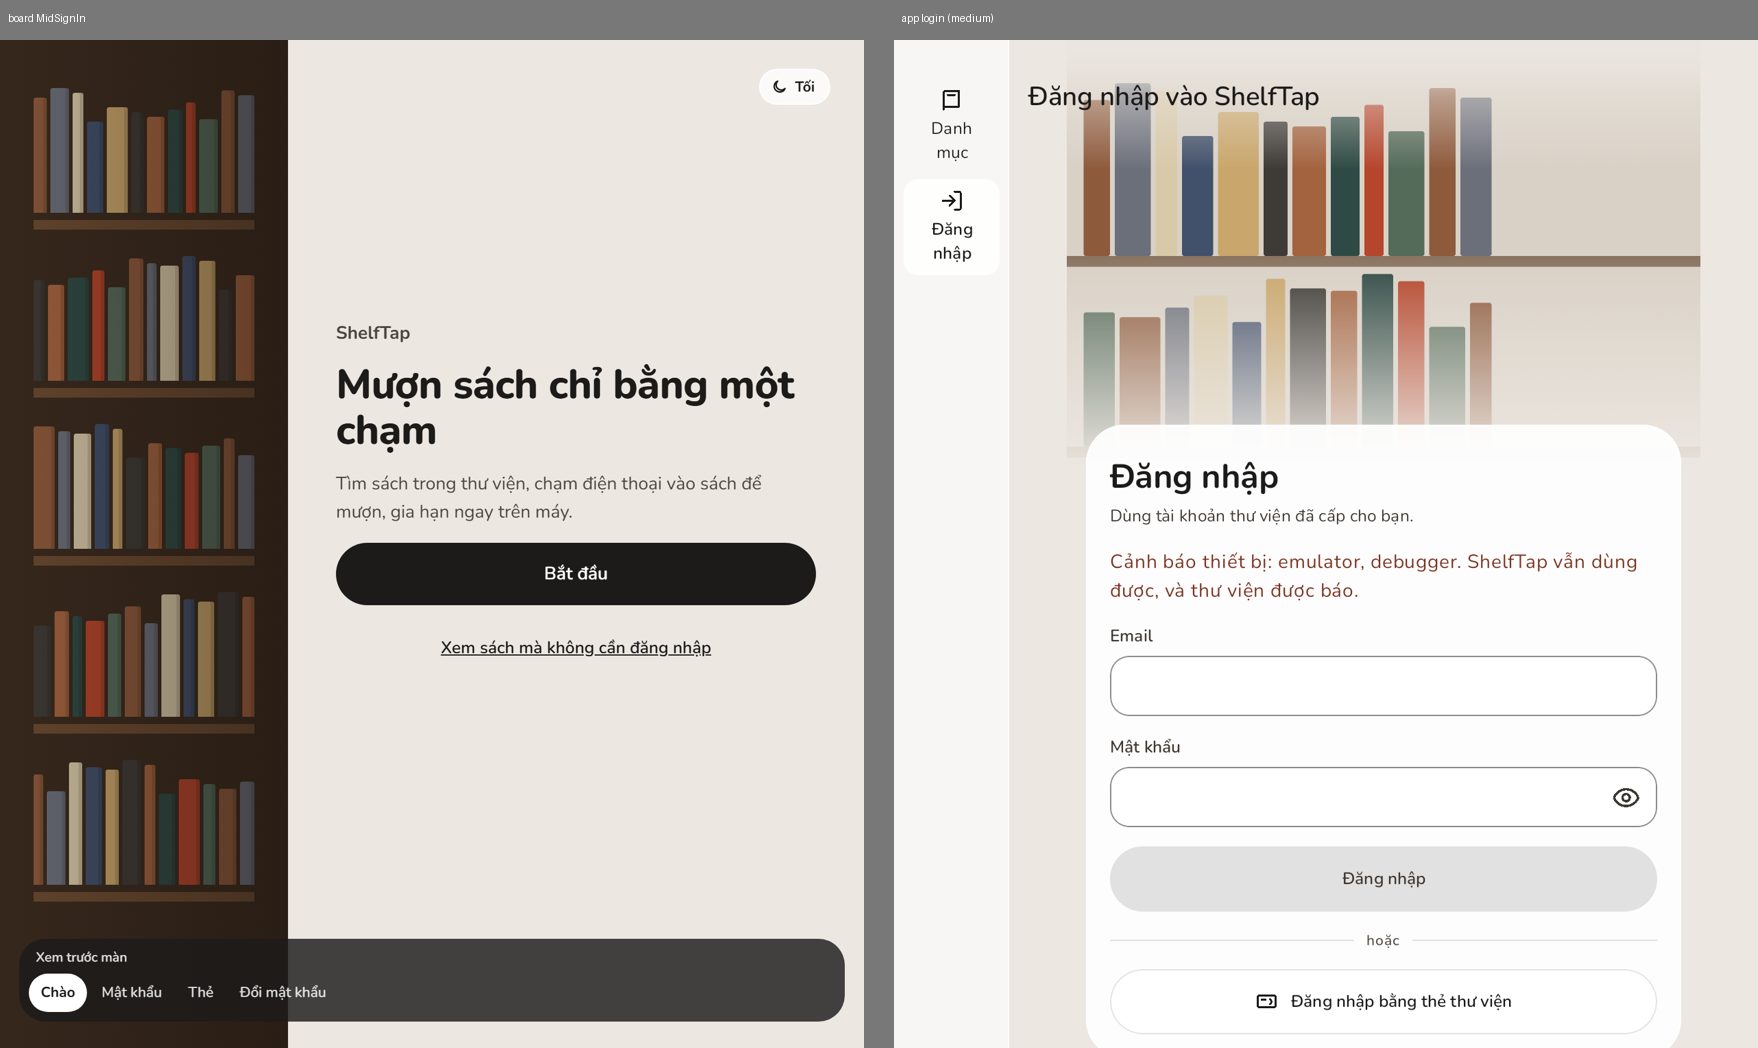 board MidSignIn
Tối
ShelfTap
Mượn sách chỉ bằng một
chạm
Tìm sách trong thư viện, chạm điện thoại vào sách để
mượn, gia hạn ngay trên máy.
Bắt đầu
Xem sách mà không cần đăng nhập
Xem trước màn
Chào
Mật khẩu
Thẻ
Đổi mật khẩu
app login (medium)
Danh
mục
Đăng
nhập
Đăng nhập vào ShelfTap
Đăng nhập
Dùng tài khoản thư viện đã cấp cho bạn.
Cảnh báo thiết bị: emulator, debugger. ShelfTap vẫn dùng
được, và thư viện được báo.
Email
Mật khẩu
Đăng nhập
hoặc
Đăng nhập bằng thẻ thư viện